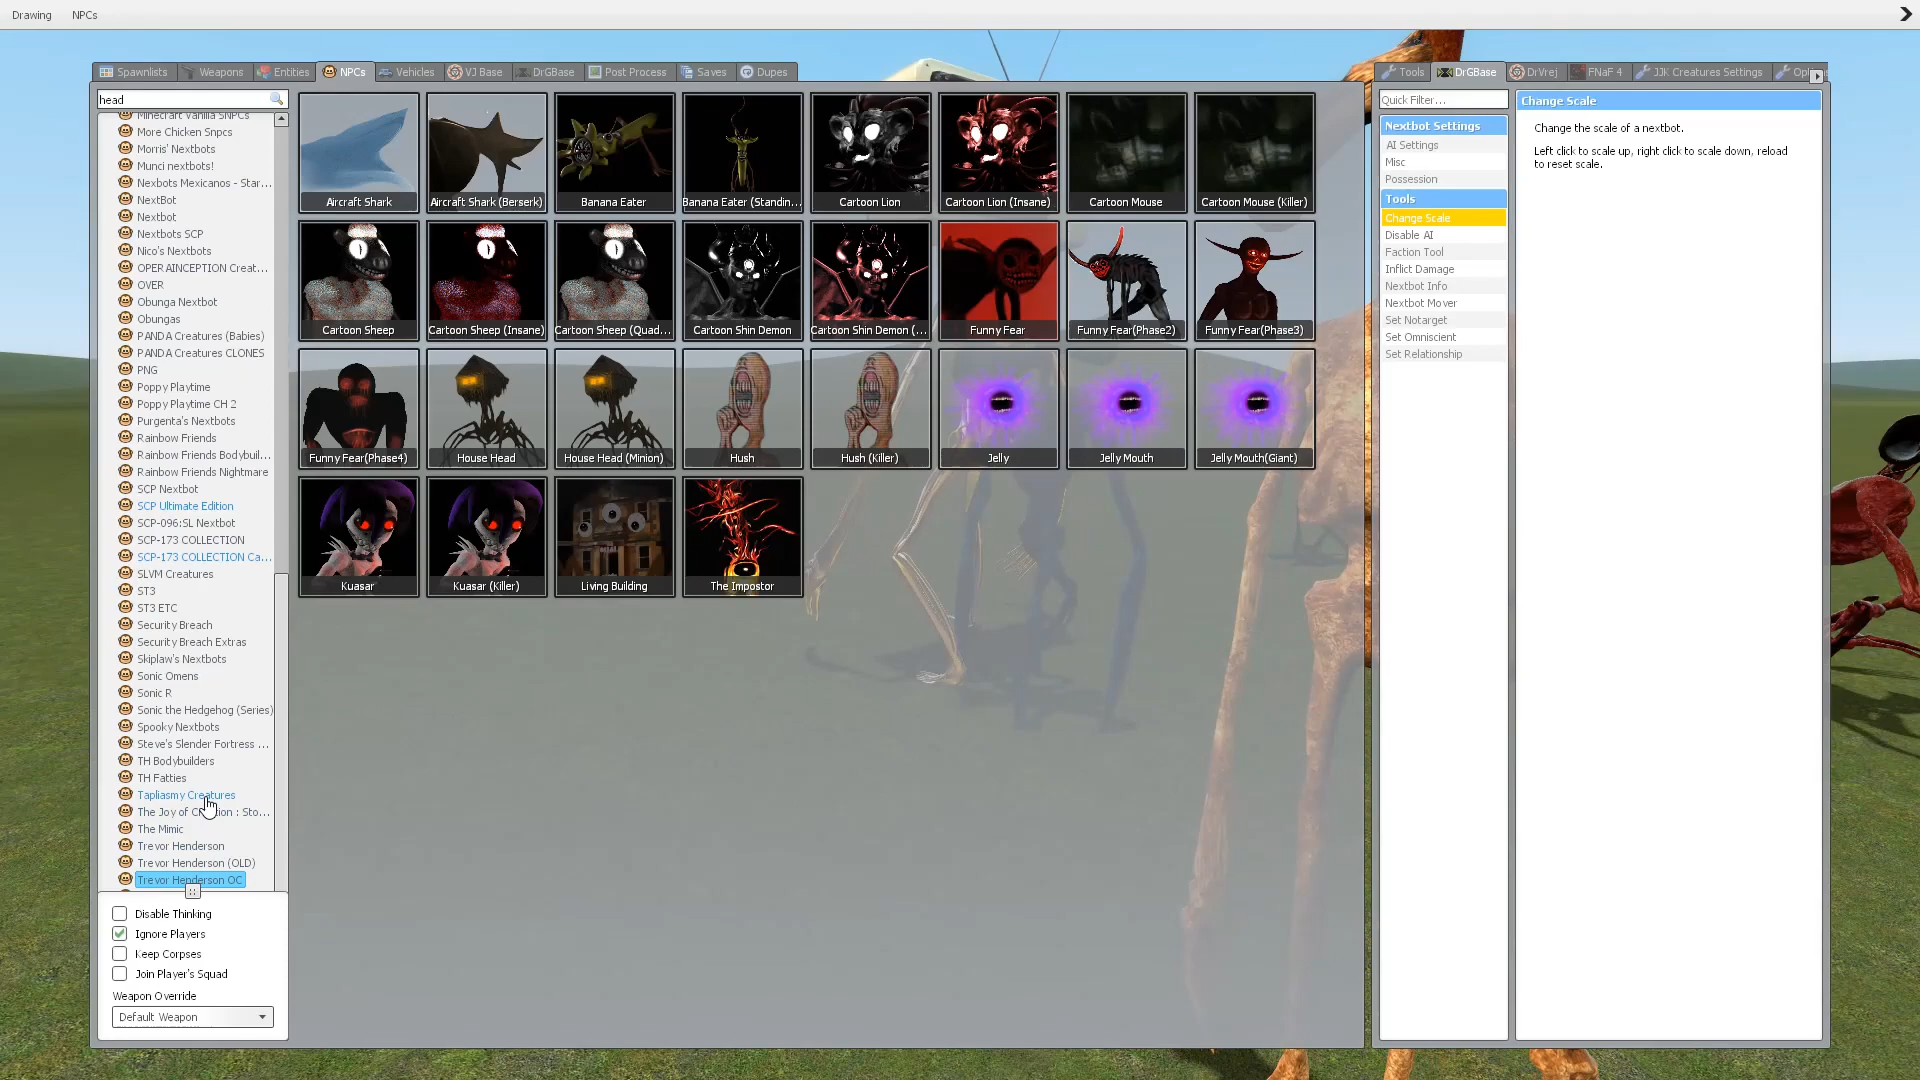 Drawing NPCs
Spawnlists Weapons Entities NPCs Vehicles VJ Base DrGBase Post Process Saves Dupes
Tools DrGBase DrVrej FNaF 4 JJK Creatures Settings
head
Minecraft Vanilla SNPCs
More Chicken Snpcs
Morris' Nextbots
Munci nextbots!
Nexbots Mexicanos - Star...
NextBot
Nextbot
Nextbots SCP
Nico's Nextbots
OPERAINCEPTION Creat...
OVER
Obunga Nextbot
Obungas
PANDA Creatures (Babies)
PANDA Creatures CLONES
PNG
Poppy Playtime
Poppy Playtime CH 2
Purgenta's Nextbots
Rainbow Friends
Rainbow Friends Bodybuil...
Rainbow Friends Nightmare
SCP Nextbot
SCP Ultimate Edition
SCP-096:SL Nextbot
SCP-173 COLLECTION
SCP-173 COLLECTION Ca...
SLVM Creatures
ST3
ST3 ETC
Security Breach
Security Breach Extras
Skiplaw's Nextbots
Sonic Omens
Sonic R
Sonic the Hedgehog (Series)
Spooky Nextbots
Steve's Slender Fortress ...
TH Bodybuilders
TH Fatties
Tapliasmy Creatures
The Joy of Sto...
The Mimic
Trevor Henderson
Trevor Henderson (OLD)
Trevor Henderson OC
Disable Thinking
Ignore Players
Keep Corpses
Join Player's Squad
Weapon Override
Default Weapon
Aircraft Shark
Aircraft Shark (Berserk)
Banana Eater
Banana Eater (Standin...
Cartoon Lion
Cartoon Lion (Insane)
Cartoon Mouse
Cartoon Mouse (Killer)
Cartoon Sheep
Cartoon Sheep (Insane)
Cartoon Sheep (Quad...
Cartoon Shin Demon
Cartoon Shin Demon (...
Funny Fear
Funny Fear(Phase2)
Funny Fear(Phase3)
Funny Fear(Phase4)
House Head
House Head (Minion)
Hush
Hush (Killer)
Jelly
Jelly Mouth
Jelly Mouth(Giant)
Kuasar
Kuasar (Killer)
Living Building
The Impostor
Quick Filter...
Nextbot Settings
AI Settings
Misc
Possession
Tools
Change Scale
Disable AI
Faction Tool
Inflict Damage
Nextbot Info
Nextbot Mover
Set Notarget
Set Omniscient
Set Relationship
Change Scale
Change the scale of a nextbot.
Left click to scale up, right click to scale down, reload
to reset scale.